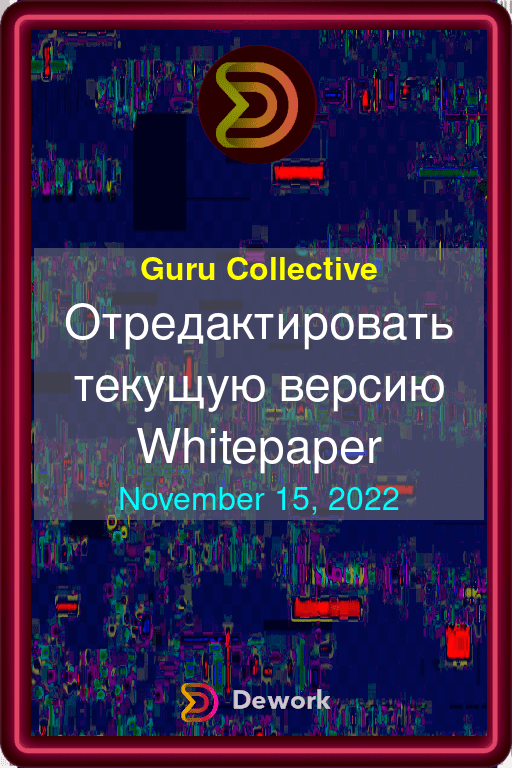 Guru Collective
Отредактировать
текущую версию
Whitepaper
November 15, 2022
Dework